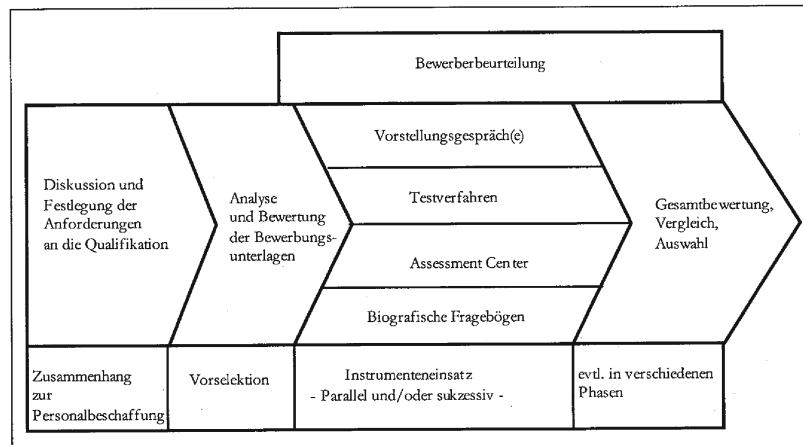 Bewerberbeurteilung
Diskussion und
Festlegung der
Anforderungen
an die Qualifikation
Analyse
und Bewertung
der Bewerbungs-
unterlagen
Vorstellungsgespräch(e)
Testverfahren
Assessment Center
Biografische Fragebögen
Gesamtbewertung,
Vergleich,
Auswahl
Zusammenhang
zur
Personalbeschaffung
Vorselektion
Instrumenteneinsatz
- Parallel und/oder sukzessiv -
evtl. in verschiedenen
Phasen